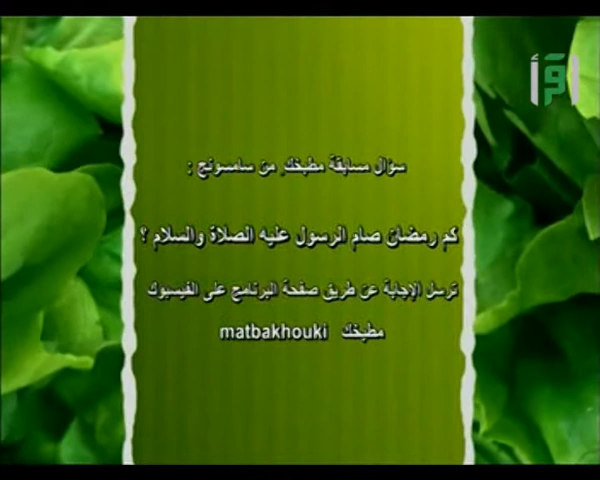 اقرأ
سؤال مسابقة مطبخك من سامسونج :
كم رمضان صام الرسول عليه الصلاة والسلام ؟
ترسل الإجابة عن طريق صفحة البرنامج على الفيسبوك
مطبخك matbakhouki